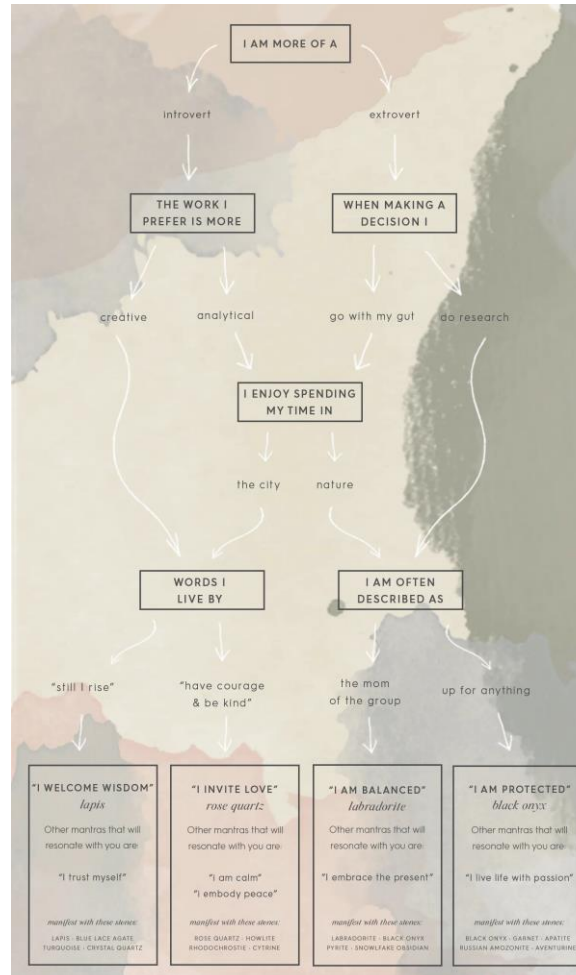 I AM MORE OF A
introvert
extrovert
THE WORK I
PREFER IS MORE
WHEN MAKING A
DECISION I
creative
analytical
go with my gut
do research
I ENJOY SPENDING
MY TIME IN
the city
nature
WORDS I
LIVE BY
I AM OFTEN
DESCRIBED AS
"still I rise"
"have courage
& be kind"
the mom
of the group
up for anything
"I WELCOME WISDOM"
lapis
Other mantras that will
resonate with you are:
"I trust myself"
manifest with these stones:
LAPIS • BLUE LACE AGATE
TURQUOISE • CRYSTAL QUARTZ
"I INVITE LOVE"
rose quartz
Other mantras that will
resonate with you are:
"I am calm"
"I embody peace"
manifest with these stones:
ROSE QUARTZ • HOWLITE
RHODOCHROSTIE • CYTRINE
"I AM BALANCED"
labradorite
Other mantras that will
resonate with you are:
"I embrace the present"
manifest with these stones:
LABRADORITE • BLACK ONYX
PYRITE • SNOWFLAKE OBSIDIAN
"I AM PROTECTED"
black onyx
Other mantras that will
resonate with you are:
"I live life with passion"
manifest with these stones:
BLACK ONYX • GARNET • APATITE
RUSSIAN AMOZONITE • AVENTURINE